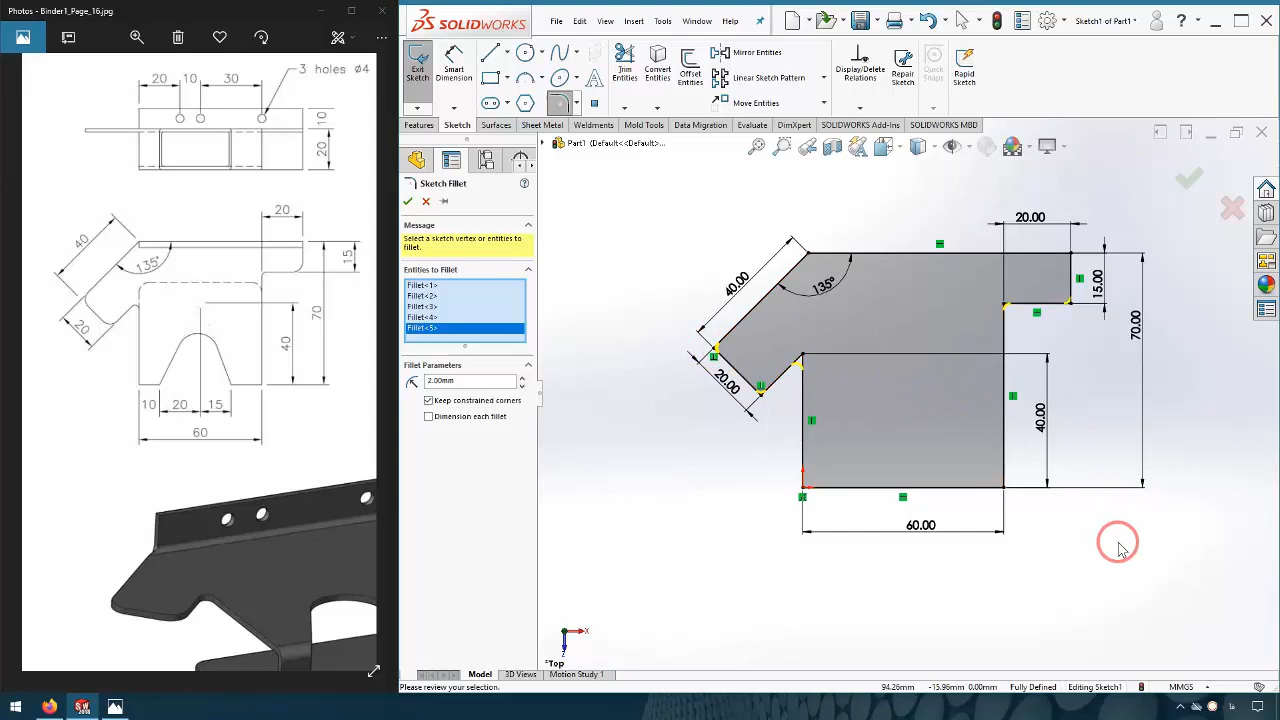 Photos - Binder1_Page_16.jpg
20
10
30
3 holes Ø4
10
20
20
40
135°
15
20
70
40
10
20
15
60
SOLIDWORKS
File
Edit
View
Insert
Tools
Window
Help
Sketch1 of Part1 *
Exit Sketch
Smart Dimension
Trim Entities
Convert Entities
Offset Entities
Mirror Entities
Linear Sketch Pattern
Move Entities
Display/Delete Relations
Repair Sketch
Quick Snaps
Rapid Sketch
Features
Sketch
Surfaces
Sheet Metal
Weldments
Mold Tools
Data Migration
Evaluate
DimXpert
SOLIDWORKS Add-Ins
SOLIDWORKS MBD
Part1 (Default<<Default>...
Sketch Fillet
Message
Select a sketch vertex or entities to fillet.
Entities to Fillet
Fillet<1>
Fillet<2>
Fillet<3>
Fillet<4>
Fillet<5>
Fillet Parameters
2.00mm
Keep constrained corners
Dimension each fillet
20.00
40.00
135°
15.00
70.00
20.00
40.00
60.00
X
Z
*Top
Model
3D Views
Motion Study 1
Please review your selection.
94.26mm
-15.96mm
0.00mm
Fully Defined
Editing Sketch1
MMGS